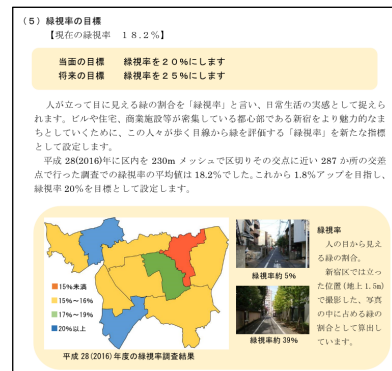 （５）緑視率の目標
【現在の緑視率　１８.２％】
当面の目標　緑視率を２０％にします
将来の目標　緑視率を２５％にします
人が立って目に見える緑の割合を「緑視率」と言い、日常生活の実感として捉えら
れます。ビルや住宅、商業施設等が密集している都心部である新宿をより魅力的なま
ちとしていくために、この人々が歩く目線から緑を評価する「緑視率」を新たな指標
として設定します。
平成 28(2016)年に区内を 230m メッシュで区切りその交点に近い 287 か所の交差
点で行った調査での緑視率の平均値は 18.2％でした。これから 1.8％アップを目指し、
緑視率 20％を目標として設定します。
15％未満
15％～16％
17％～19％
20％以上
平成 28(2016)年度の緑視率調査結果
緑視率約5％
緑視率約 39％
緑視率
人の目から見え
る緑の割合。
新宿区では立っ
た位置(地上1.5m)
で撮影した、写真
の中に占める緑の
割合として算出し
ています。